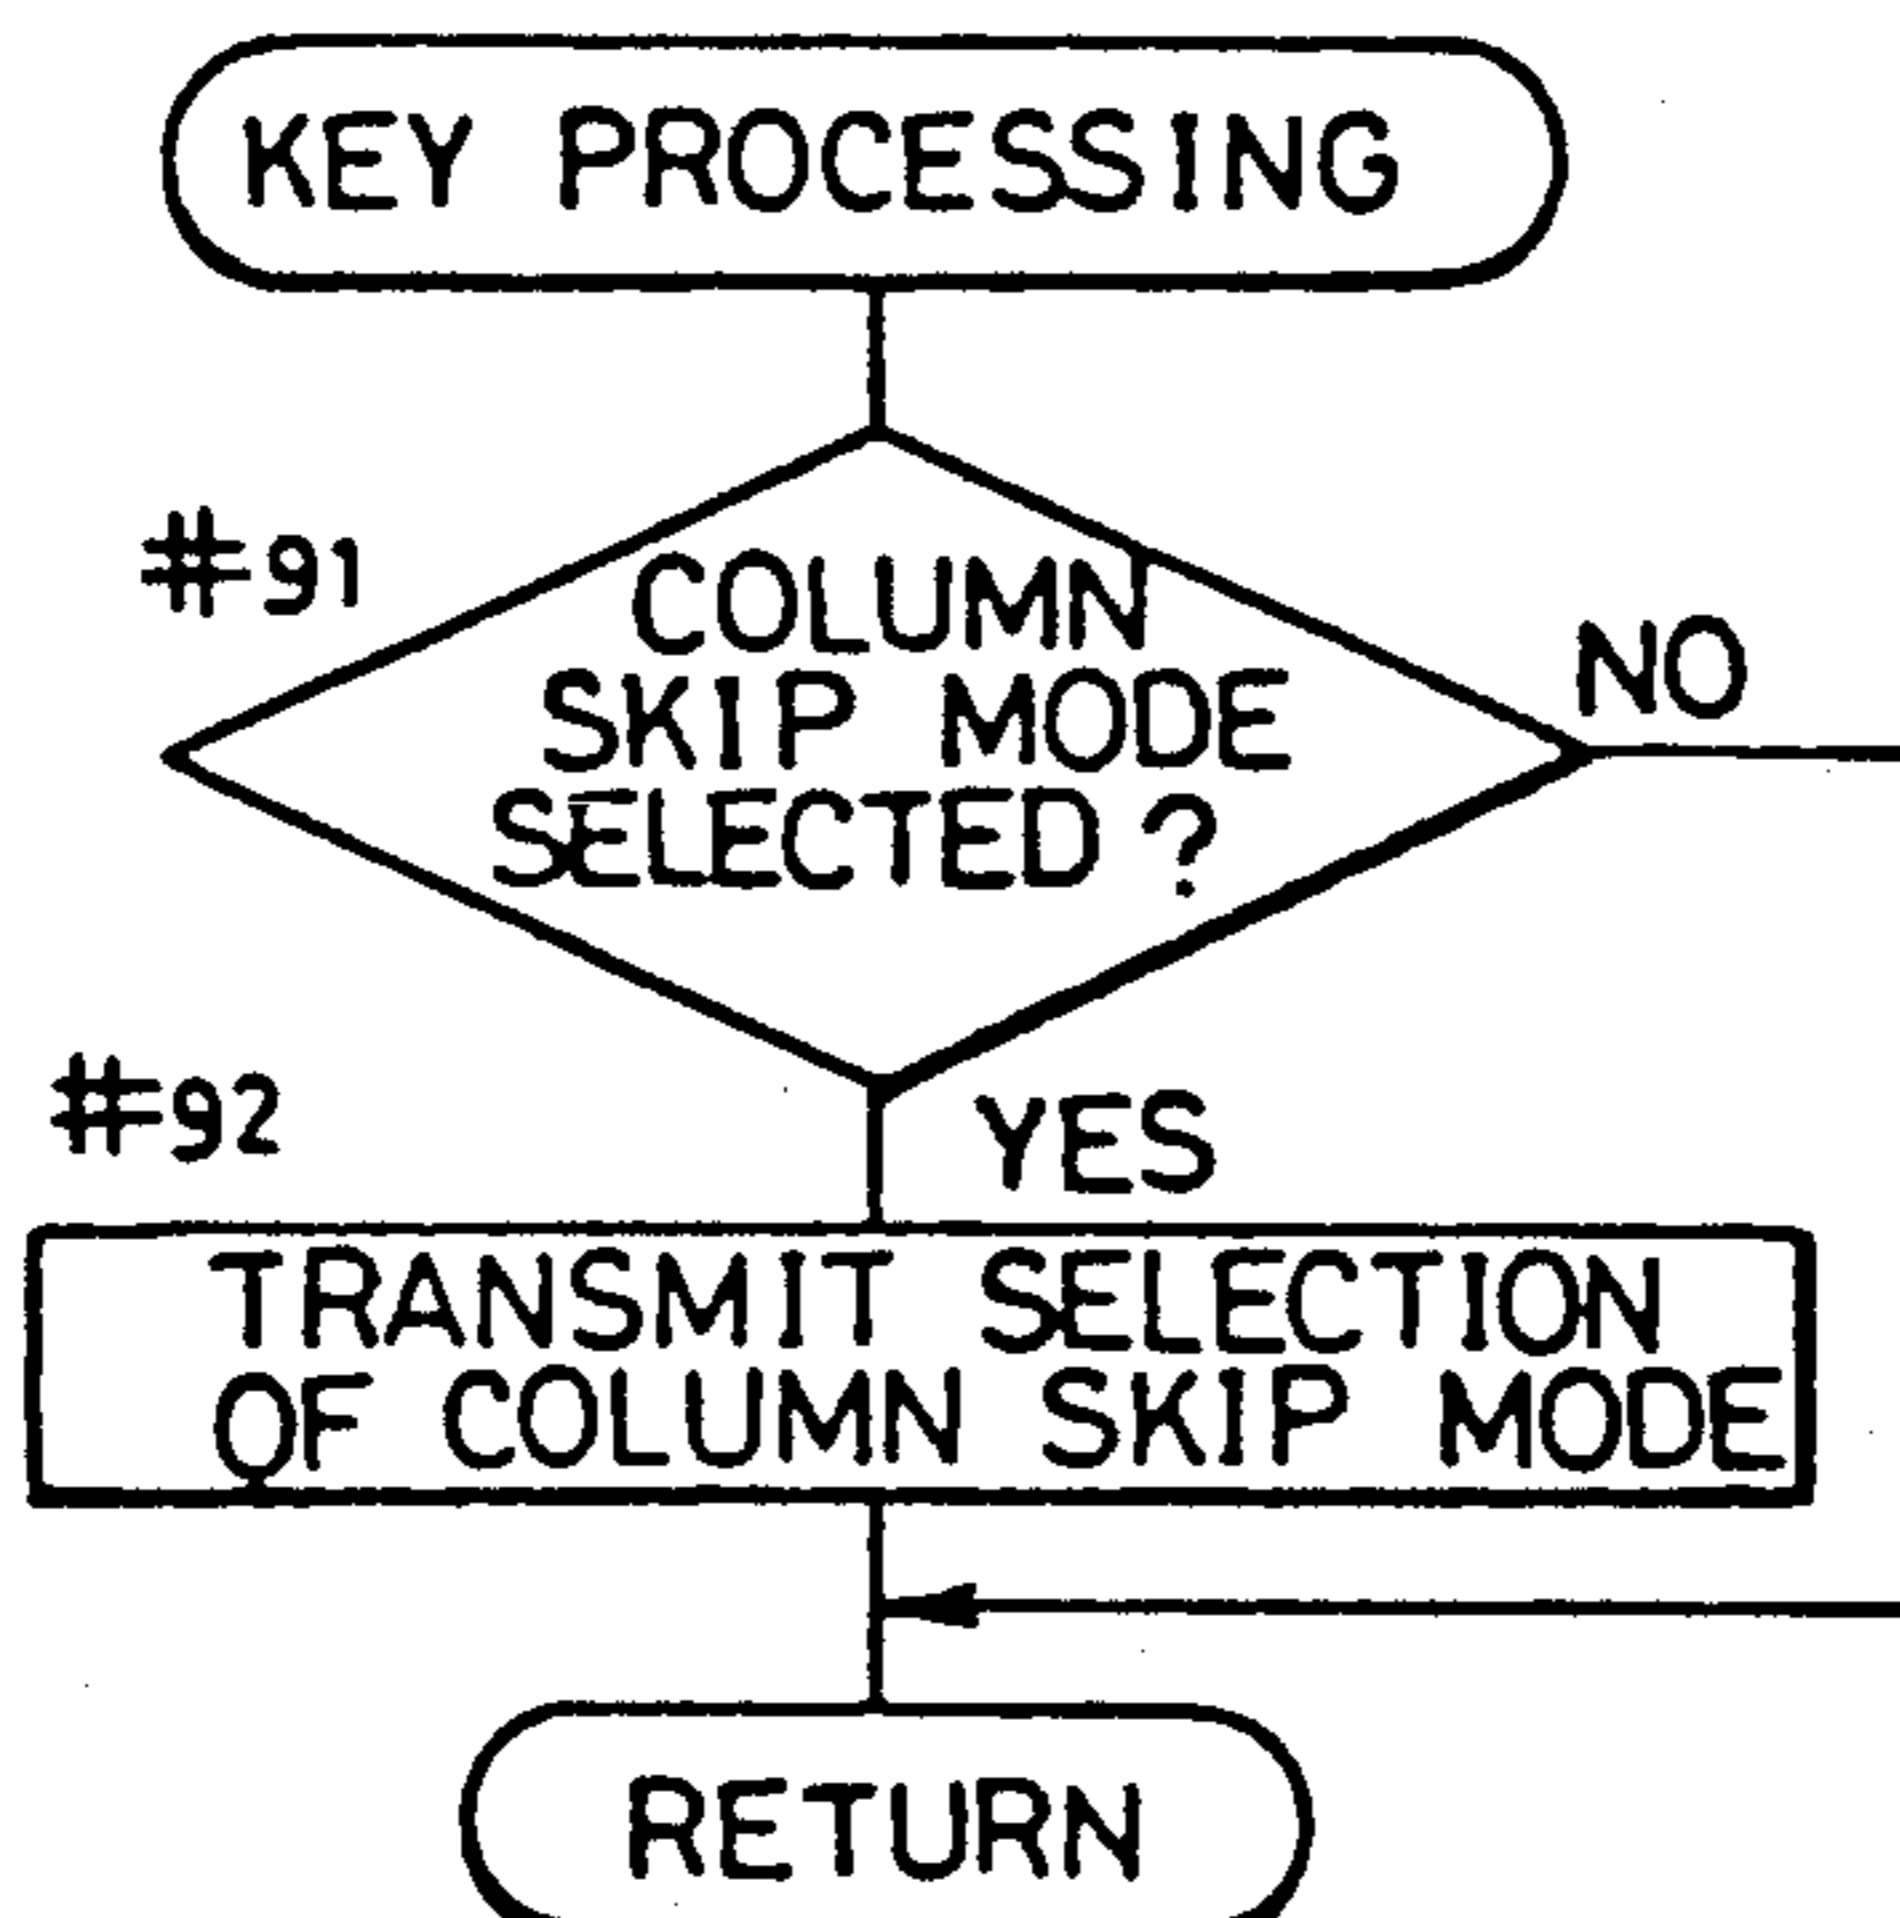 KEY PROCESSING
#91
COLUMN
SKIP MODE
SELECTED ?
NO
#92
YES
TRANSMIT SELECTION
OF COLUMN SKIP MODE
RETURN